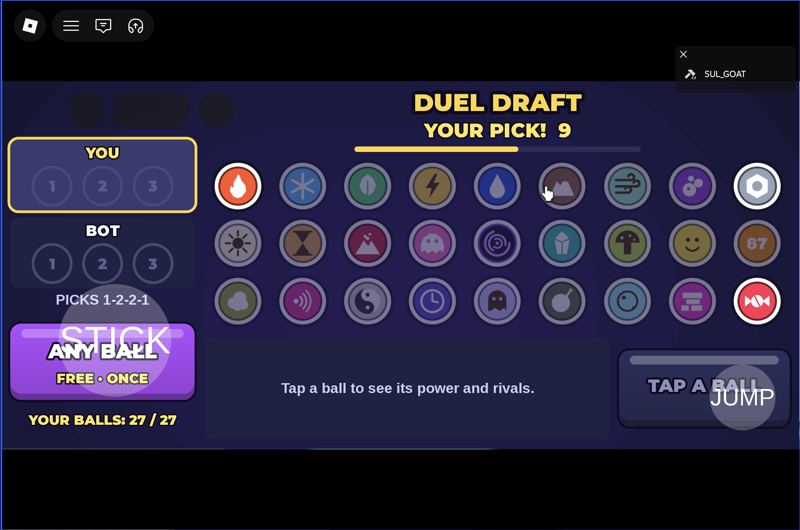 SUL_GOAT
DUEL DRAFT
YOUR PICK! 9
YOU
1 2 3
BOT
1 2 3
67
PICKS 1-2-2-1
STICK
ANY BALL
FREE • ONCE
YOUR BALLS: 27 / 27
Tap a ball to see its power and rivals.
TAP A BALL
JUMP